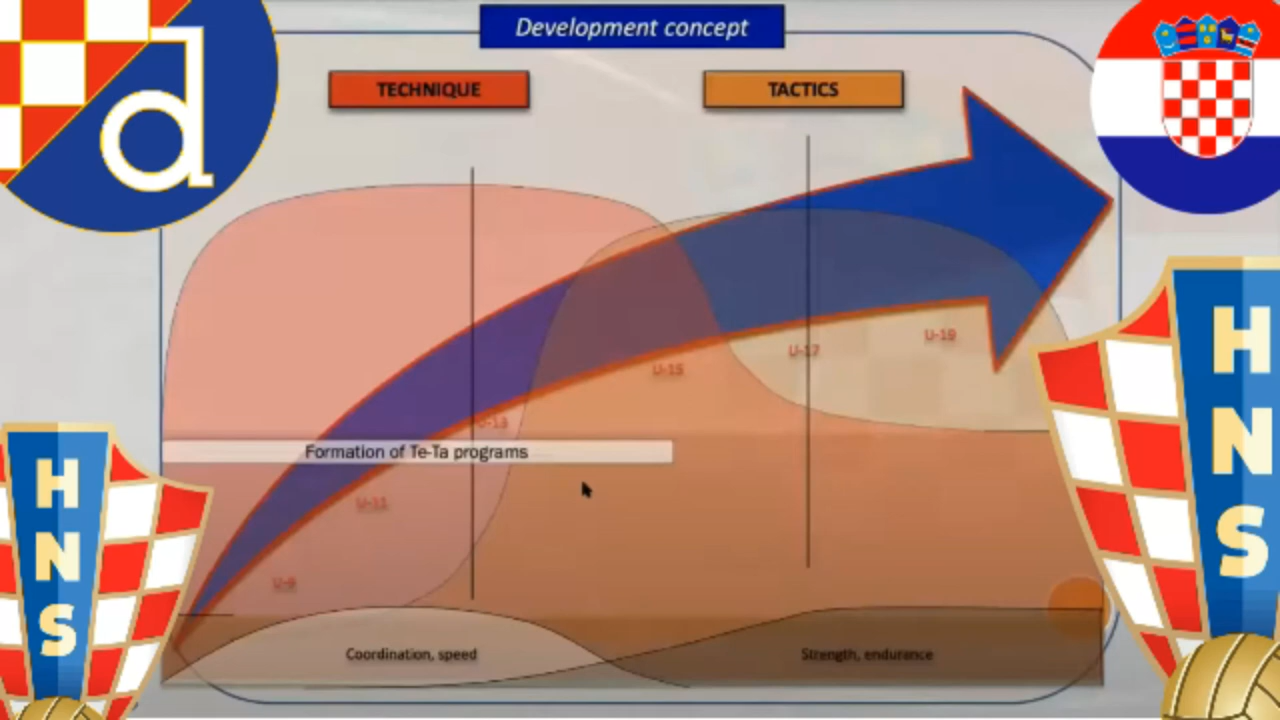 Development concept
TECHNIQUE
TACTICS
d
U-19
U-17
U-15
U-13
Formation of Te-Ta programs
U-11
U-9
Coordination, speed
Strength, endurance
H
N
S
H
N
S